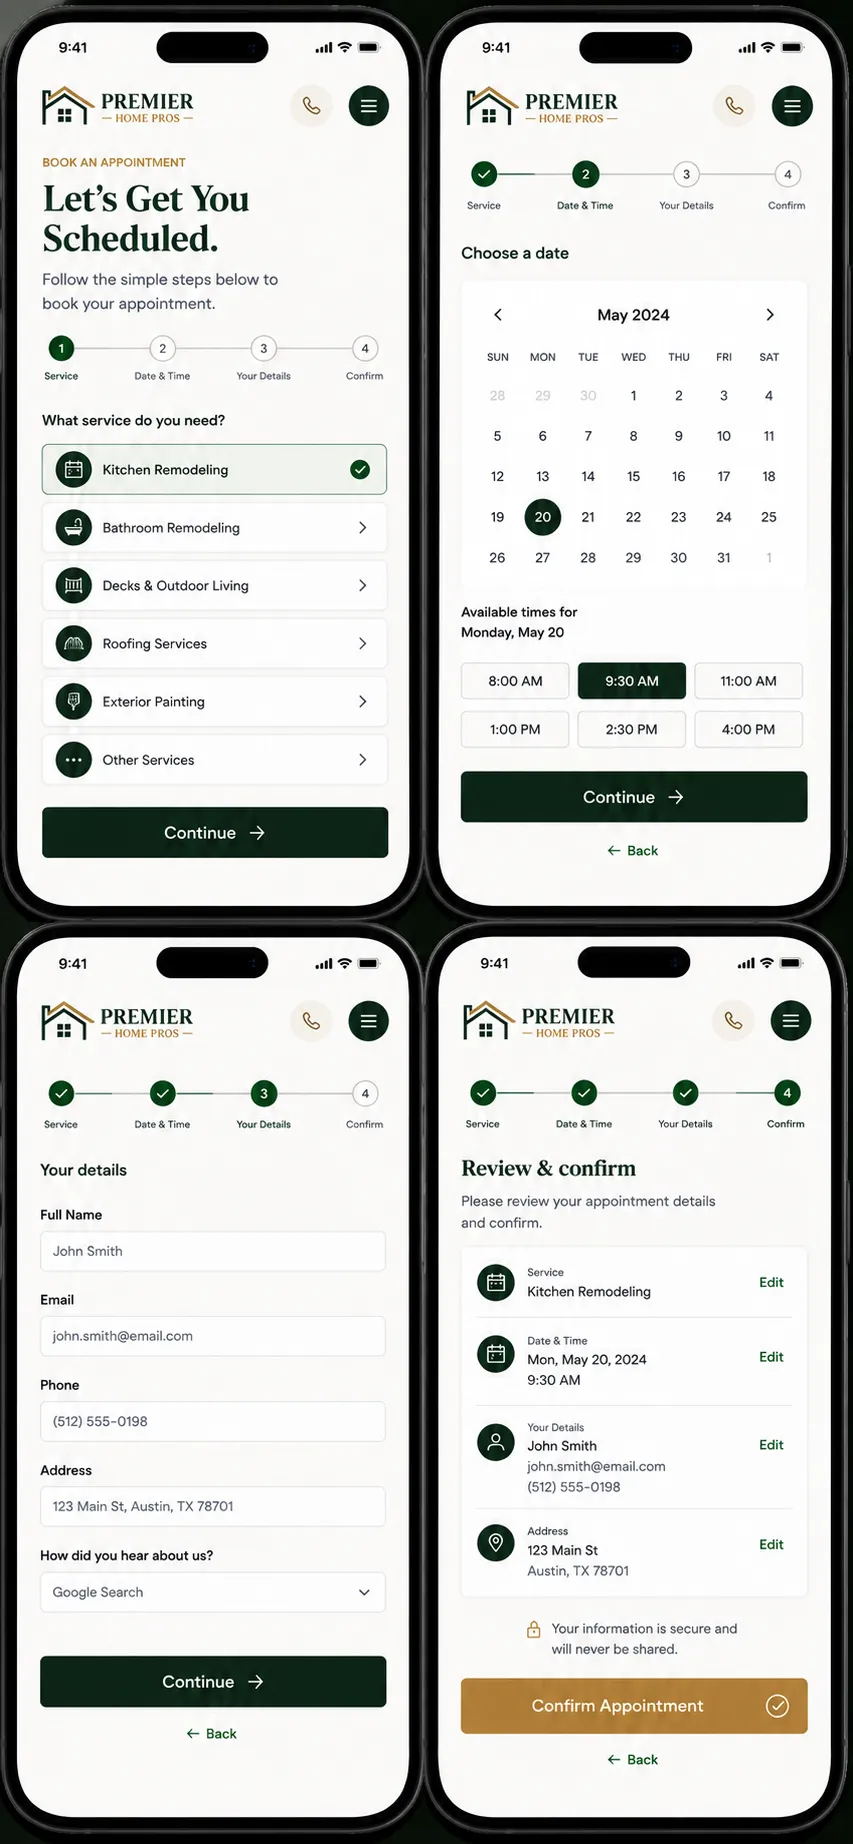 9:41
PREMIER
HOME PROS
BOOK AN APPOINTMENT
Let's Get You
Scheduled.
Follow the simple steps below to
book your appointment.
1 2 3 4
Service Date & Time Your Details Confirm
What service do you need?
Kitchen Remodeling
Bathroom Remodeling
Decks & Outdoor Living
Roofing Services
Exterior Painting
Other Services
Continue →
9:41
PREMIER
HOME PROS
2 3 4
Service Date & Time Your Details Confirm
Choose a date
May 2024
SUN MON TUE WED THU FRI SAT
28 29 30 1 2 3 4
5 6 7 8 9 10 11
12 13 14 15 16 17 18
19 20 21 22 23 24 25
26 27 28 29 30 31 1
Available times for
Monday, May 20
8:00 AM 9:30 AM 11:00 AM
1:00 PM 2:30 PM 4:00 PM
Continue →
← Back
9:41
PREMIER
HOME PROS
3 4
Service Date & Time Your Details Confirm
Your details
Full Name
John Smith
Email
john.smith@email.com
Phone
(512) 555-0198
Address
123 Main St, Austin, TX 78701
How did you hear about us?
Google Search
Continue →
← Back
9:41
PREMIER
HOME PROS
4
Service Date & Time Your Details Confirm
Review & confirm
Please review your appointment details
and confirm.
Service
Kitchen Remodeling
Edit
Date & Time
Mon, May 20, 2024
9:30 AM
Edit
Your Details
John Smith
john.smith@email.com
(512) 555-0198
Edit
Address
123 Main St
Austin, TX 78701
Edit
Your information is secure and
will never be shared.
Confirm Appointment
← Back